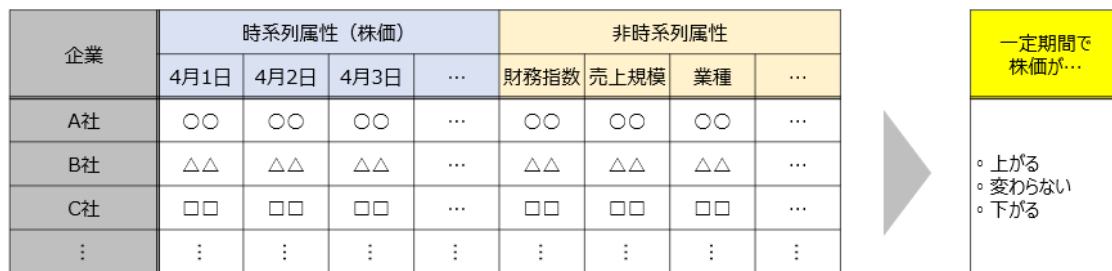 企業 時系列属性（株価） 非時系列属性 一定期間で
株価が…
4月1日 4月2日 4月3日 … 財務指数 売上規模 業種 …
A社 ○○ ○○ ○○ … ○○ ○○ ○○ …
B社 △△ △△ △△ … △△ △△ △△ …
C社 □□ □□ □□ … □□ □□ □□ …
⋮ ⋮ ⋮ ⋮ ⋮ ⋮ ⋮ ⋮ ⋮
◦ 上がる
◦ 変わらない
◦ 下がる